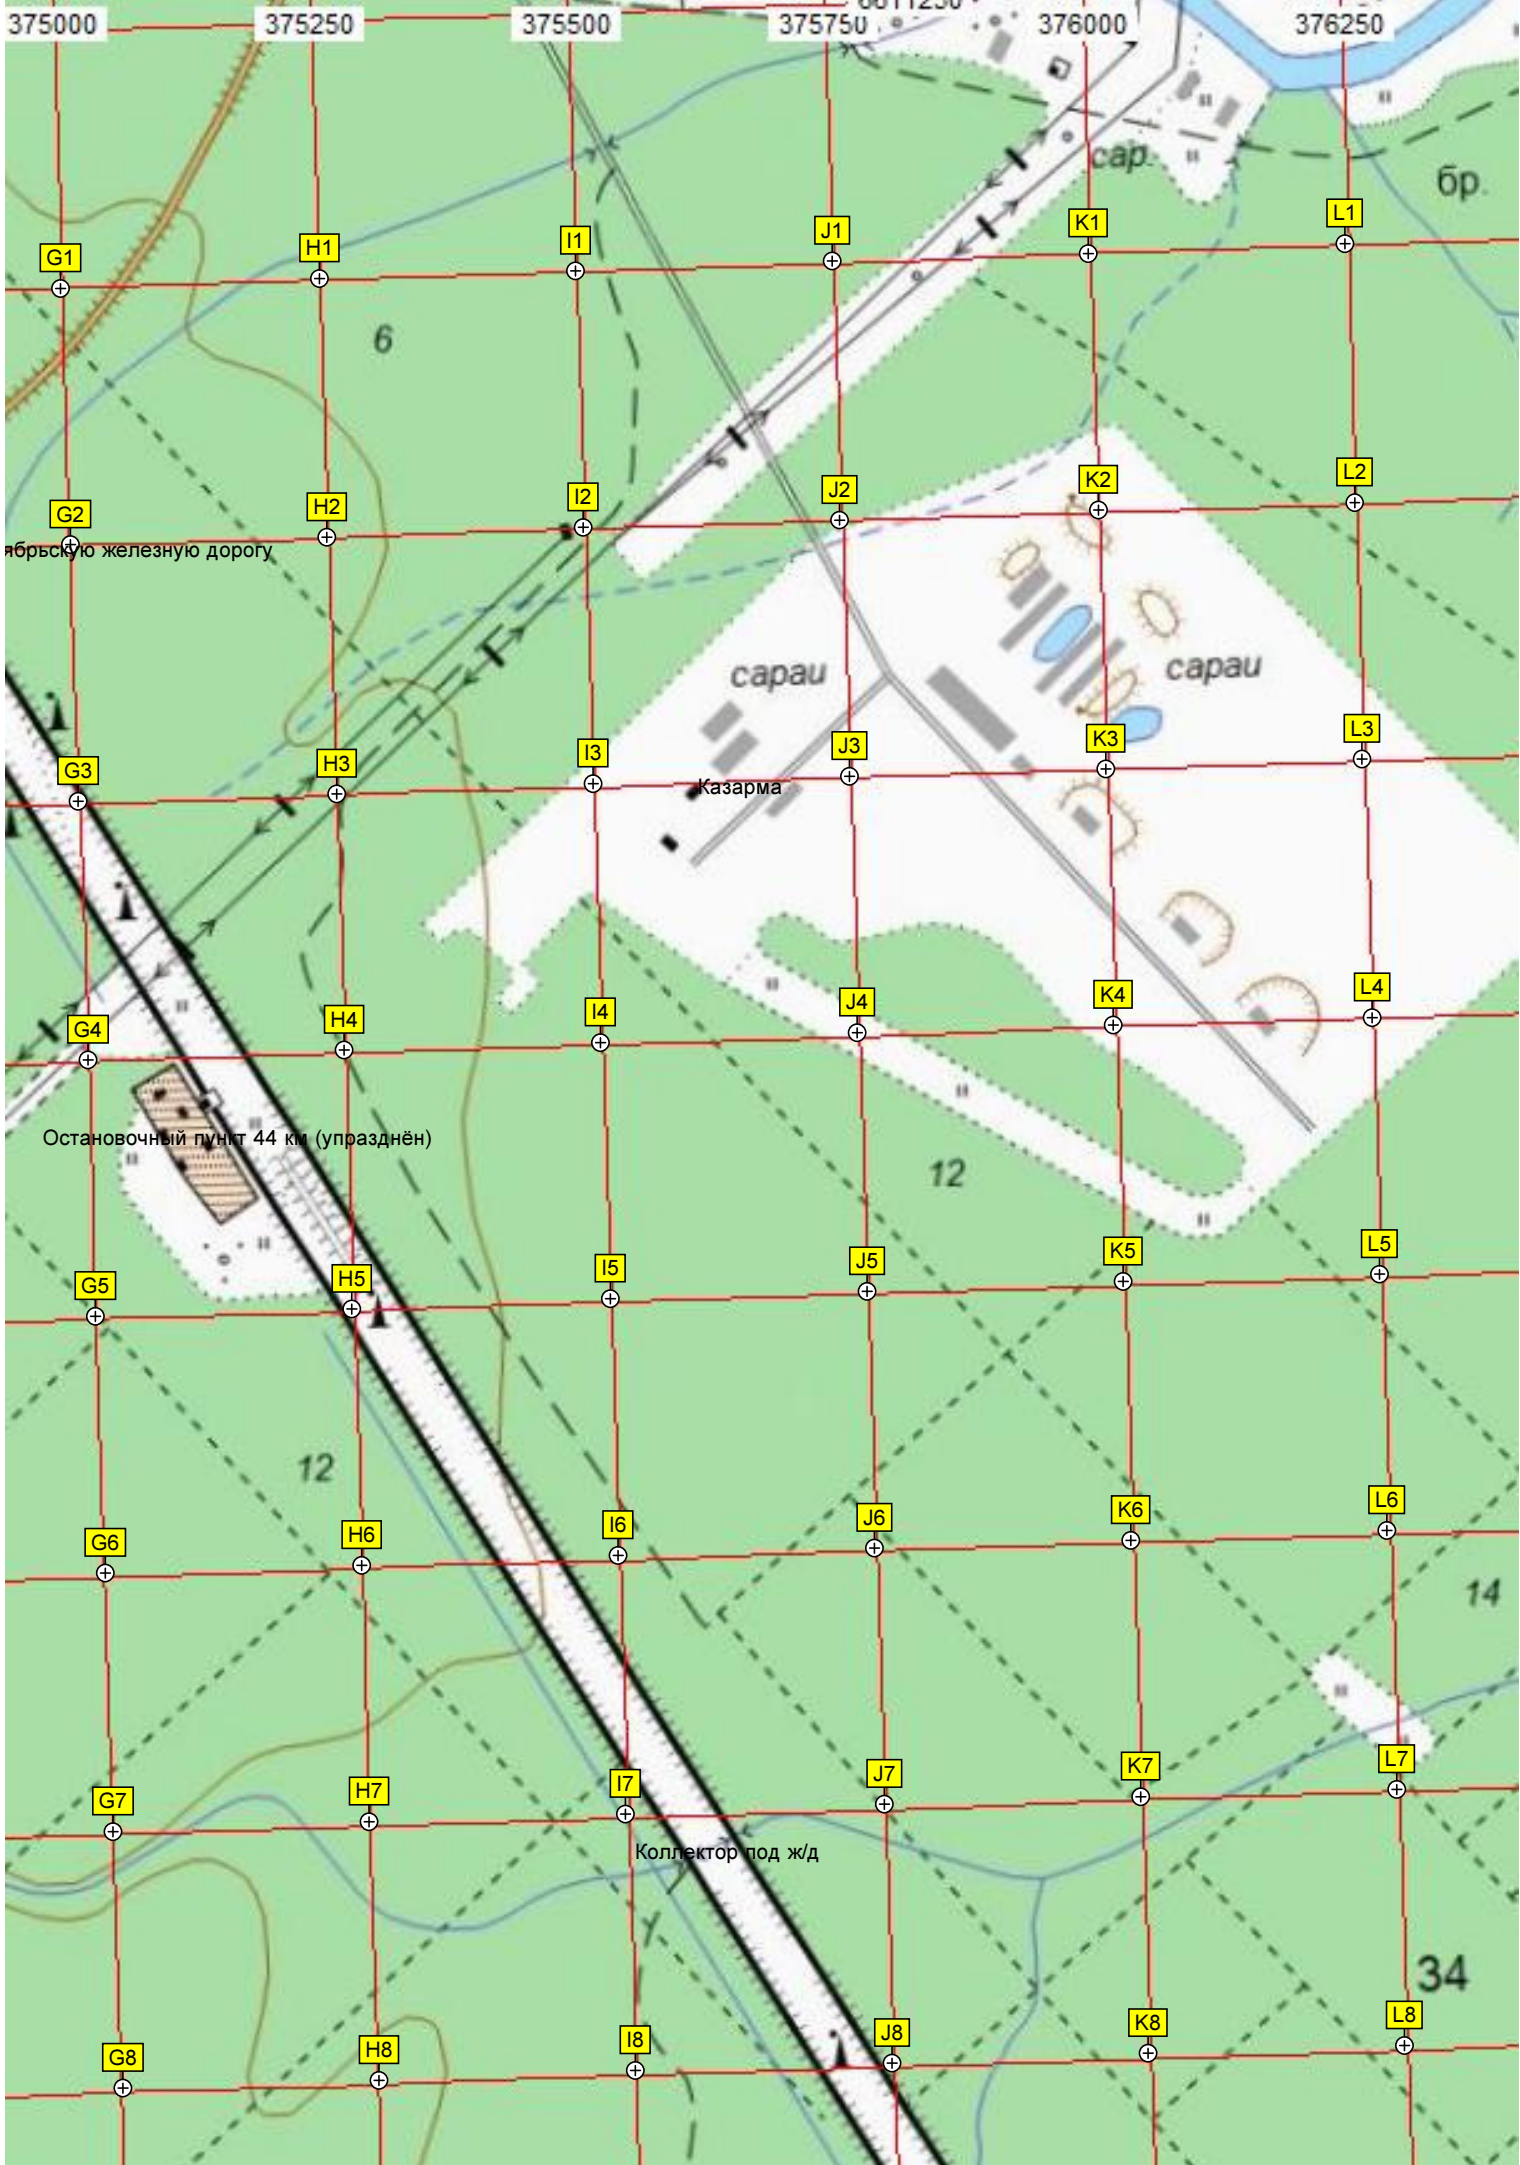 375000 375250 375500 375750 376000 376250
сар.
бр.
G1 H1 I1 J1 K1 L1
6
G2 H2 I2 J2 K2 L2
ябрьскую железную дорогу
сараи сараи
G3 H3 I3 J3 K3 L3
Казарма
G4 H4 I4 J4 K4 L4
Остановочный пункт 44 км (упразднён)
12
G5 H5 I5 J5 K5 L5
12
G6 H6 I6 J6 K6 L6
14
G7 H7 I7 J7 K7 L7
Коллектор под ж/д
34
G8 H8 I8 J8 K8 L8